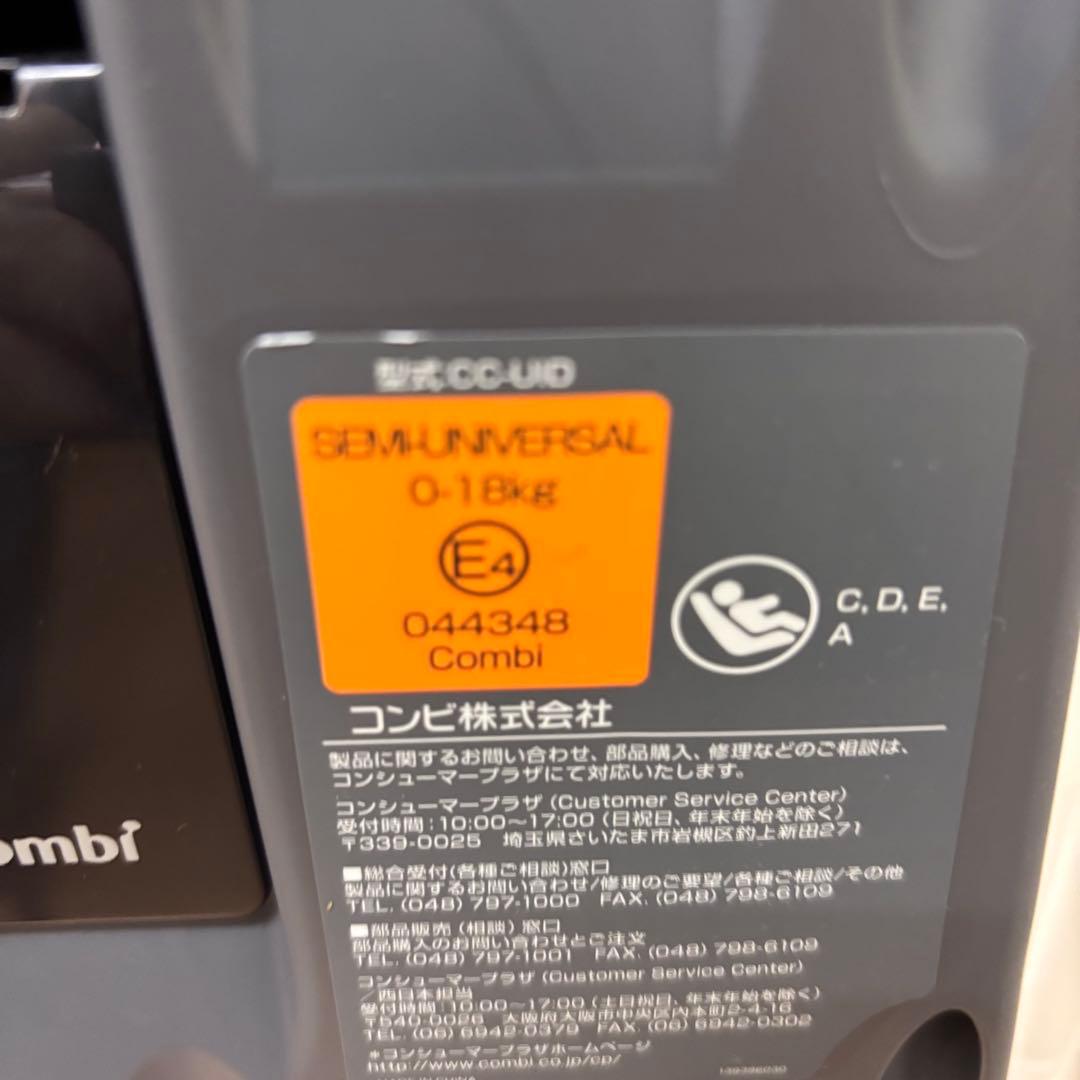 型式 CC-UID
SEMI-UNIVERSAL
0-18kg
E4
044348
Combi
C, D, E,
A
コンビ株式会社
製品に関するお問い合わせ、部品購入、修理などのご相談は、
コンシューマープラザにて対応いたします。
コンシューマープラザ (Customer Service Center)
受付時間:10:00〜17:00 (日祝日、年末年始を除く)
〒339-0025 埼玉県さいたま市岩槻区釣上新田271
■総合受付(各種ご相談)窓口
製品に関するお問い合わせ/修理のご要望/各種ご相談/その他
TEL. (048) 797-1000 FAX. (048) 798-6109
■部品販売 (相談) 窓口
部品購入のお問い合わせとご注文
TEL. (048) 797-1001 FAX. (048) 798-6109
コンシューマープラザ (Customer Service Center)
/西日本担当
受付時間:10:00〜17:00 (土日祝日、年末年始を除く)
〒540-0026 大阪府大阪市中央区内本町2-4-16
TEL. (06) 6942-0379 FAX. (06) 6942-0302
*コンシューマープラザホームページ
http://www.combi.co.jp/cp/
ombi